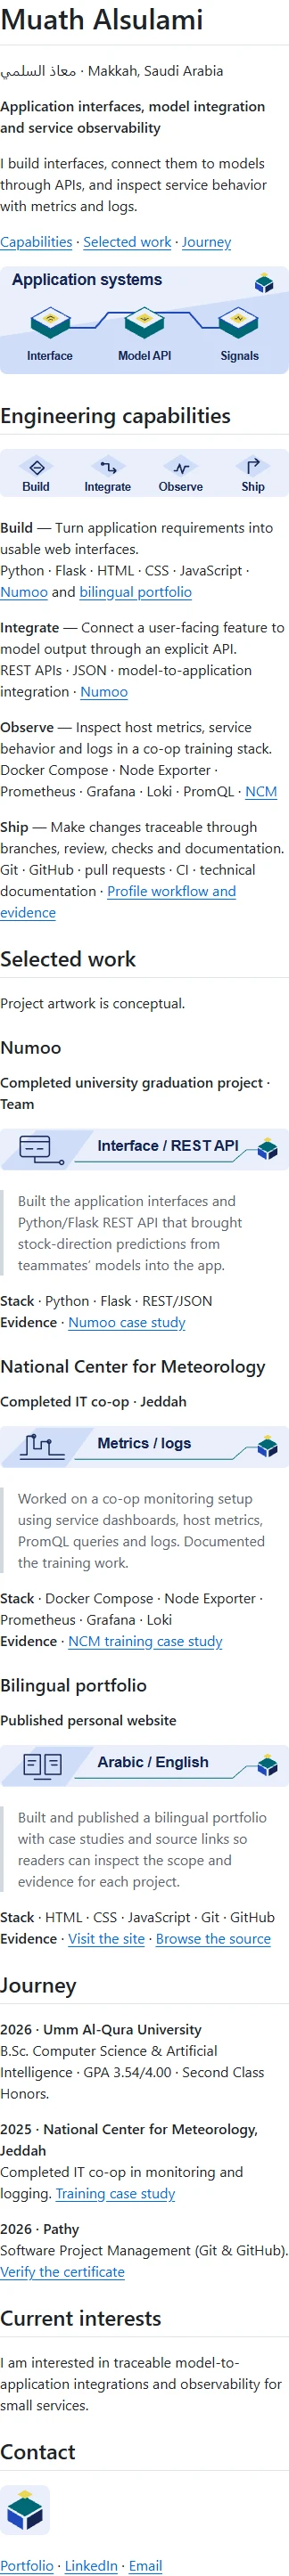 Muath Alsulami
معاذ السلمي · Makkah, Saudi Arabia
Application interfaces, model integration
and service observability
I build interfaces, connect them to models
through APIs, and inspect service behavior
with metrics and logs.
Capabilities · Selected work · Journey
Application systems
Interface
Model API
Signals
Engineering capabilities
Build
Integrate
Observe
Ship
Build — Turn application requirements into
usable web interfaces.
Python · Flask · HTML · CSS · JavaScript ·
Numoo and bilingual portfolio
Integrate — Connect a user-facing feature to
model output through an explicit API.
REST APIs · JSON · model-to-application
integration · Numoo
Observe — Inspect host metrics, service
behavior and logs in a co-op training stack.
Docker Compose · Node Exporter ·
Prometheus · Grafana · Loki · PromQL · NCM
Ship — Make changes traceable through
branches, review, checks and documentation.
Git · GitHub · pull requests · CI · technical
documentation · Profile workflow and
evidence
Selected work
Project artwork is conceptual.
Numoo
Completed university graduation project ·
Team
Interface / REST API
Built the application interfaces and
Python/Flask REST API that brought
stock-direction predictions from
teammates’ models into the app.
Stack · Python · Flask · REST/JSON
Evidence · Numoo case study
National Center for Meteorology
Completed IT co-op · Jeddah
Metrics / logs
Worked on a co-op monitoring setup
using service dashboards, host metrics,
PromQL queries and logs. Documented
the training work.
Stack · Docker Compose · Node Exporter ·
Prometheus · Grafana · Loki
Evidence · NCM training case study
Bilingual portfolio
Published personal website
Arabic / English
Built and published a bilingual portfolio
with case studies and source links so
readers can inspect the scope and
evidence for each project.
Stack · HTML · CSS · JavaScript · Git · GitHub
Evidence · Visit the site · Browse the source
Journey
2026 · Umm Al-Qura University
B.Sc. Computer Science & Artificial
Intelligence · GPA 3.54/4.00 · Second Class
Honors.
2025 · National Center for Meteorology,
Jeddah
Completed IT co-op in monitoring and
logging. Training case study
2026 · Pathy
Software Project Management (Git & GitHub).
Verify the certificate
Current interests
I am interested in traceable model-to-
application integrations and observability for
small services.
Contact
Portfolio · LinkedIn · Email